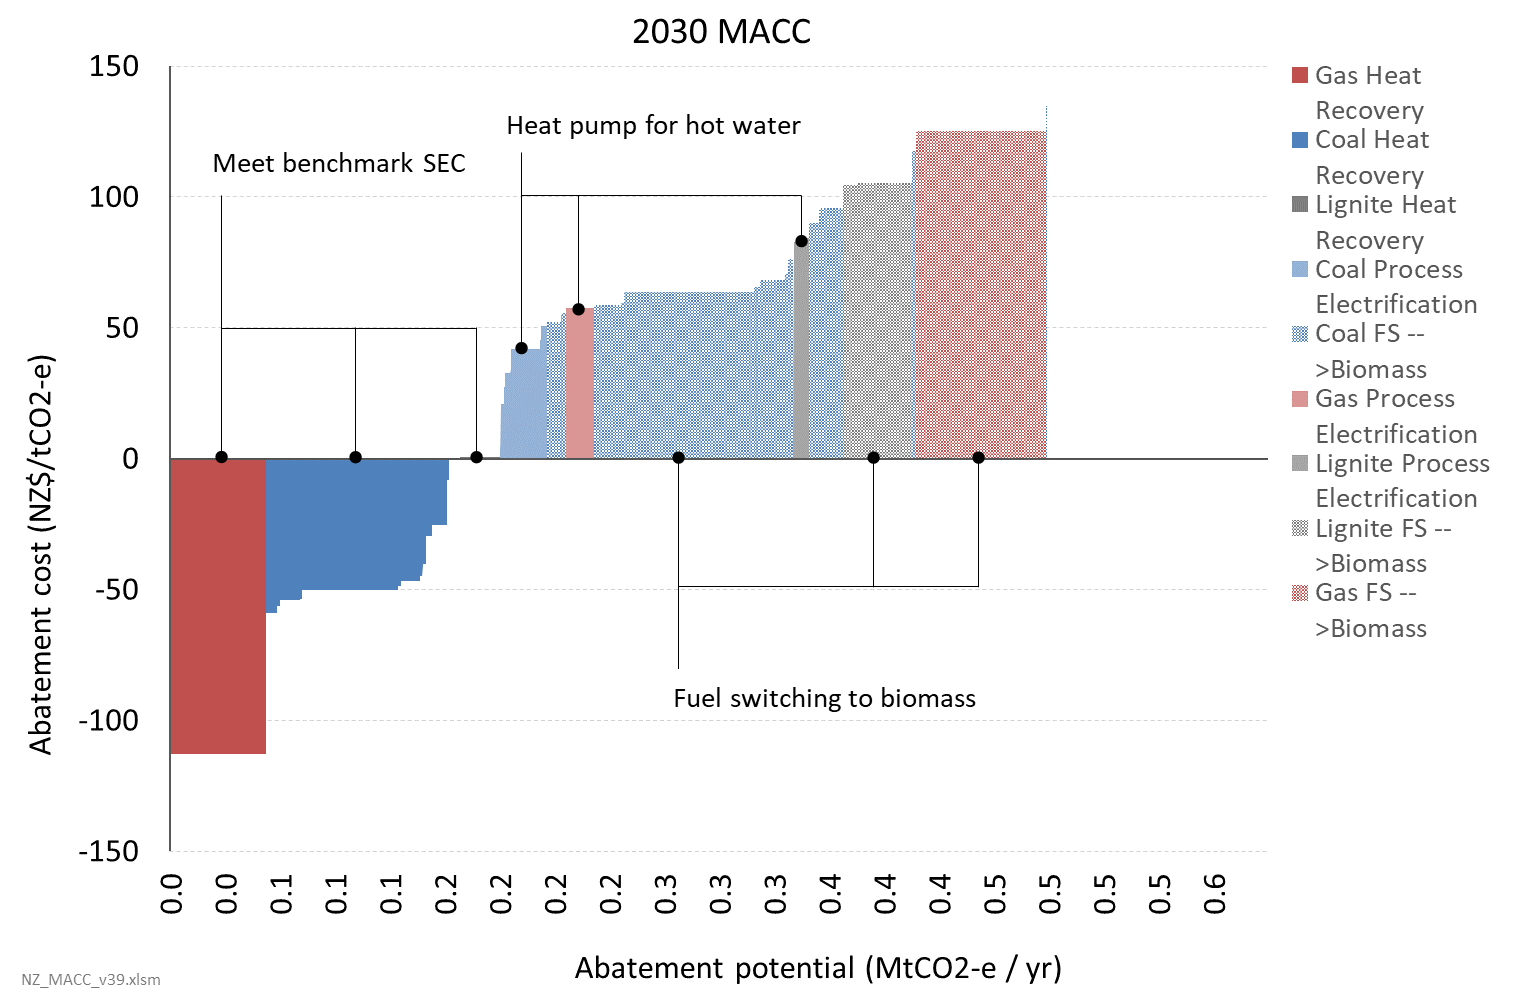 2030 MACC
150
100
50
0
-50
-100
-150
Abatement cost (NZ$/tCO2-e)
Meet benchmark SEC
Heat pump for hot water
Fuel switching to biomass
0.0
0.0
0.1
0.1
0.1
0.2
0.2
0.2
0.2
0.3
0.3
0.3
0.4
0.4
0.4
0.5
0.5
0.5
0.5
0.6
Abatement potential (MtCO2-e / yr)
Gas Heat
Recovery
Coal Heat
Recovery
Lignite Heat
Recovery
Coal Process
Electrification
Coal FS --
>Biomass
Gas Process
Electrification
Lignite Process
Electrification
Lignite FS --
>Biomass
Gas FS --
>Biomass
NZ_MACC_v39.xlsm